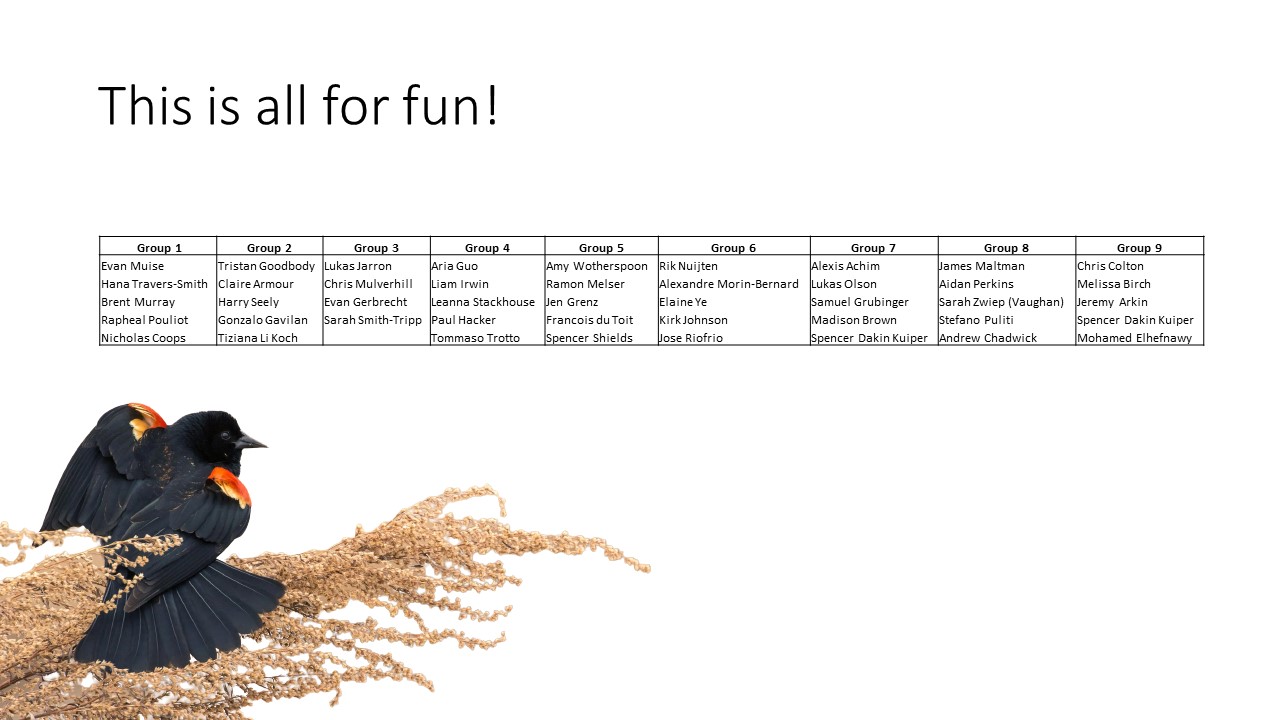 This is all for fun!
Group 1 Group 2 Group 3 Group 4 Group 5 Group 6 Group 7 Group 8 Group 9
Evan Muise Tristan Goodbody Lukas Jarron Aria Guo Amy Wotherspoon Rik Nuijten Alexis Achim James Maltman Chris Colton
Hana Travers-Smith Claire Armour Chris Mulverhill Liam Irwin Ramon Melser Alexandre Morin-Bernard Lukas Olson Aidan Perkins Melissa Birch
Brent Murray Harry Seely Evan Gerbrecht Leanna Stackhouse Jen Grenz Elaine Ye Samuel Grubinger Sarah Zwiep (Vaughan) Jeremy Arkin
Rapheal Pouliot Gonzalo Gavilan Sarah Smith-Tripp Paul Hacker Francois du Toit Kirk Johnson Madison Brown Stefano Puliti Spencer Dakin Kuiper
Nicholas Coops Tiziana Li Koch Tommaso Trotto Spencer Shields Jose Riofrio Spencer Dakin Kuiper Andrew Chadwick Mohamed Elhefnawy